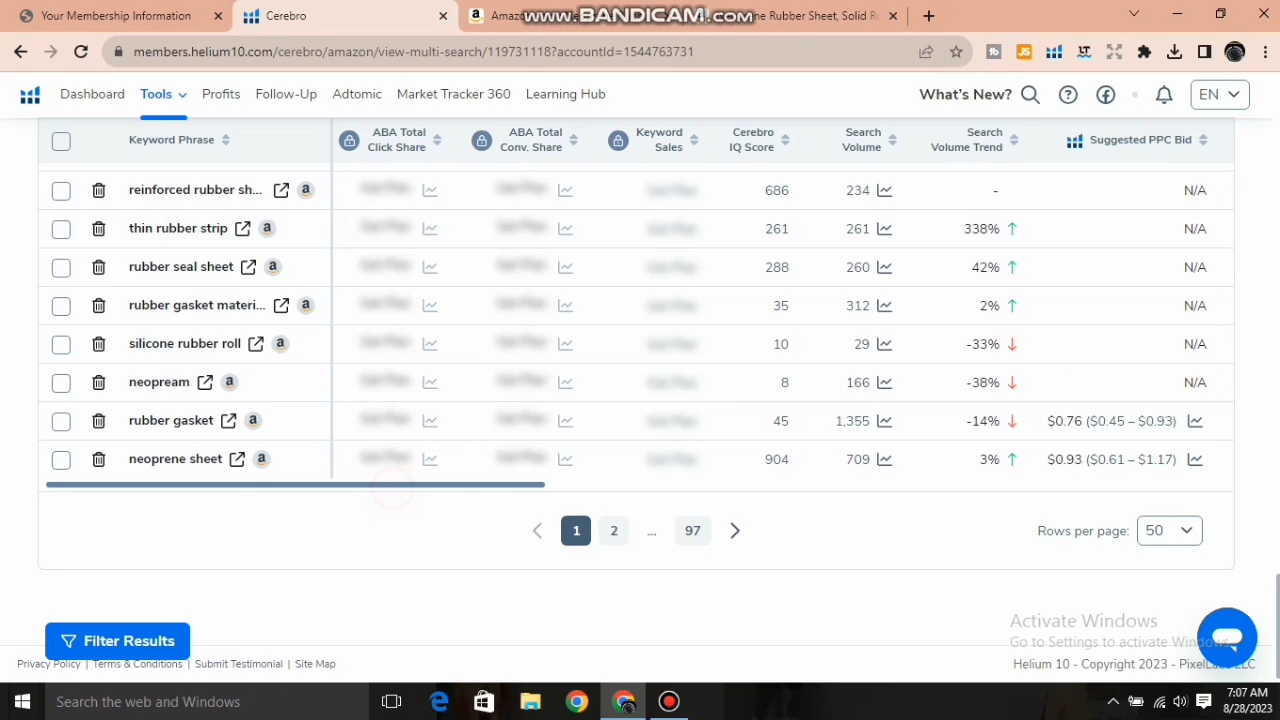 Your Membership Information
Cerebro
Amaz
ne Rubber Sheet, Solid Ru
www.BANDICAM.com
members.helium10.com/cerebro/amazon/view-multi-search/119731118?accountId=1544763731
Dashboard Tools Profits Follow-Up Adtomic Market Tracker 360 Learning Hub What's New? EN
Keyword Phrase
ABA Total Click Share
ABA Total Conv. Share
Keyword Sales
Cerebro IQ Score
Search Volume
Search Volume Trend
Suggested PPC Bid
reinforced rubber sh... 686 234 - N/A
thin rubber strip 261 261 338% ↑ N/A
rubber seal sheet 288 260 42% ↑ N/A
rubber gasket materi... 35 312 2% ↑ N/A
silicone rubber roll 10 29 -33% ↓ N/A
neopream 8 166 -38% ↓ N/A
rubber gasket 45 1,355 -14% ↓ $0.76 ($0.45 – $0.93)
neoprene sheet 904 709 3% ↑ $0.93 ($0.61 – $1.17)
1 2 ... 97
Rows per page: 50
Filter Results
Activate Windows
Go to Settings to activate Windows.
Privacy Policy | Terms & Conditions | Submit Testimonial | Site Map
Helium 10 - Copyright 2023 - PixelLabs LLC
Search the web and Windows
7:07 AM
8/28/2023